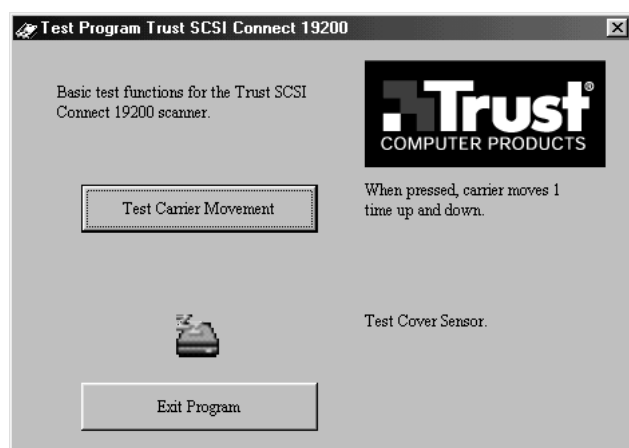 Test Program Trust SCSI Connect 19200
Basic test functions for the Trust SCSI
Connect 19200 scanner.
Trust®
COMPUTER PRODUCTS
Test Carrier Movement
When pressed, carrier moves 1
time up and down.
Test Cover Sensor.
Exit Program